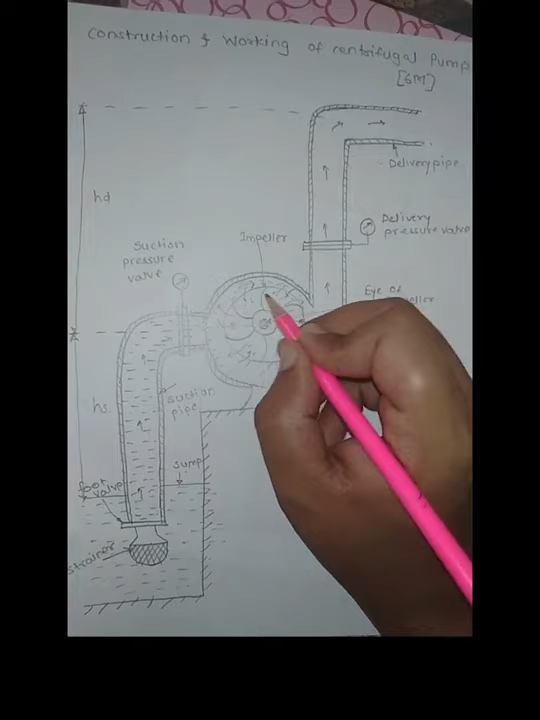 Construction & Working of centrifugal Pump
[6M]
hd
Delivery pipe
Delivery
pressure valve
Suction
pressure
valve
Impeller
Eye of
hs
Suction
pipe
sump
foot
valve
strainer